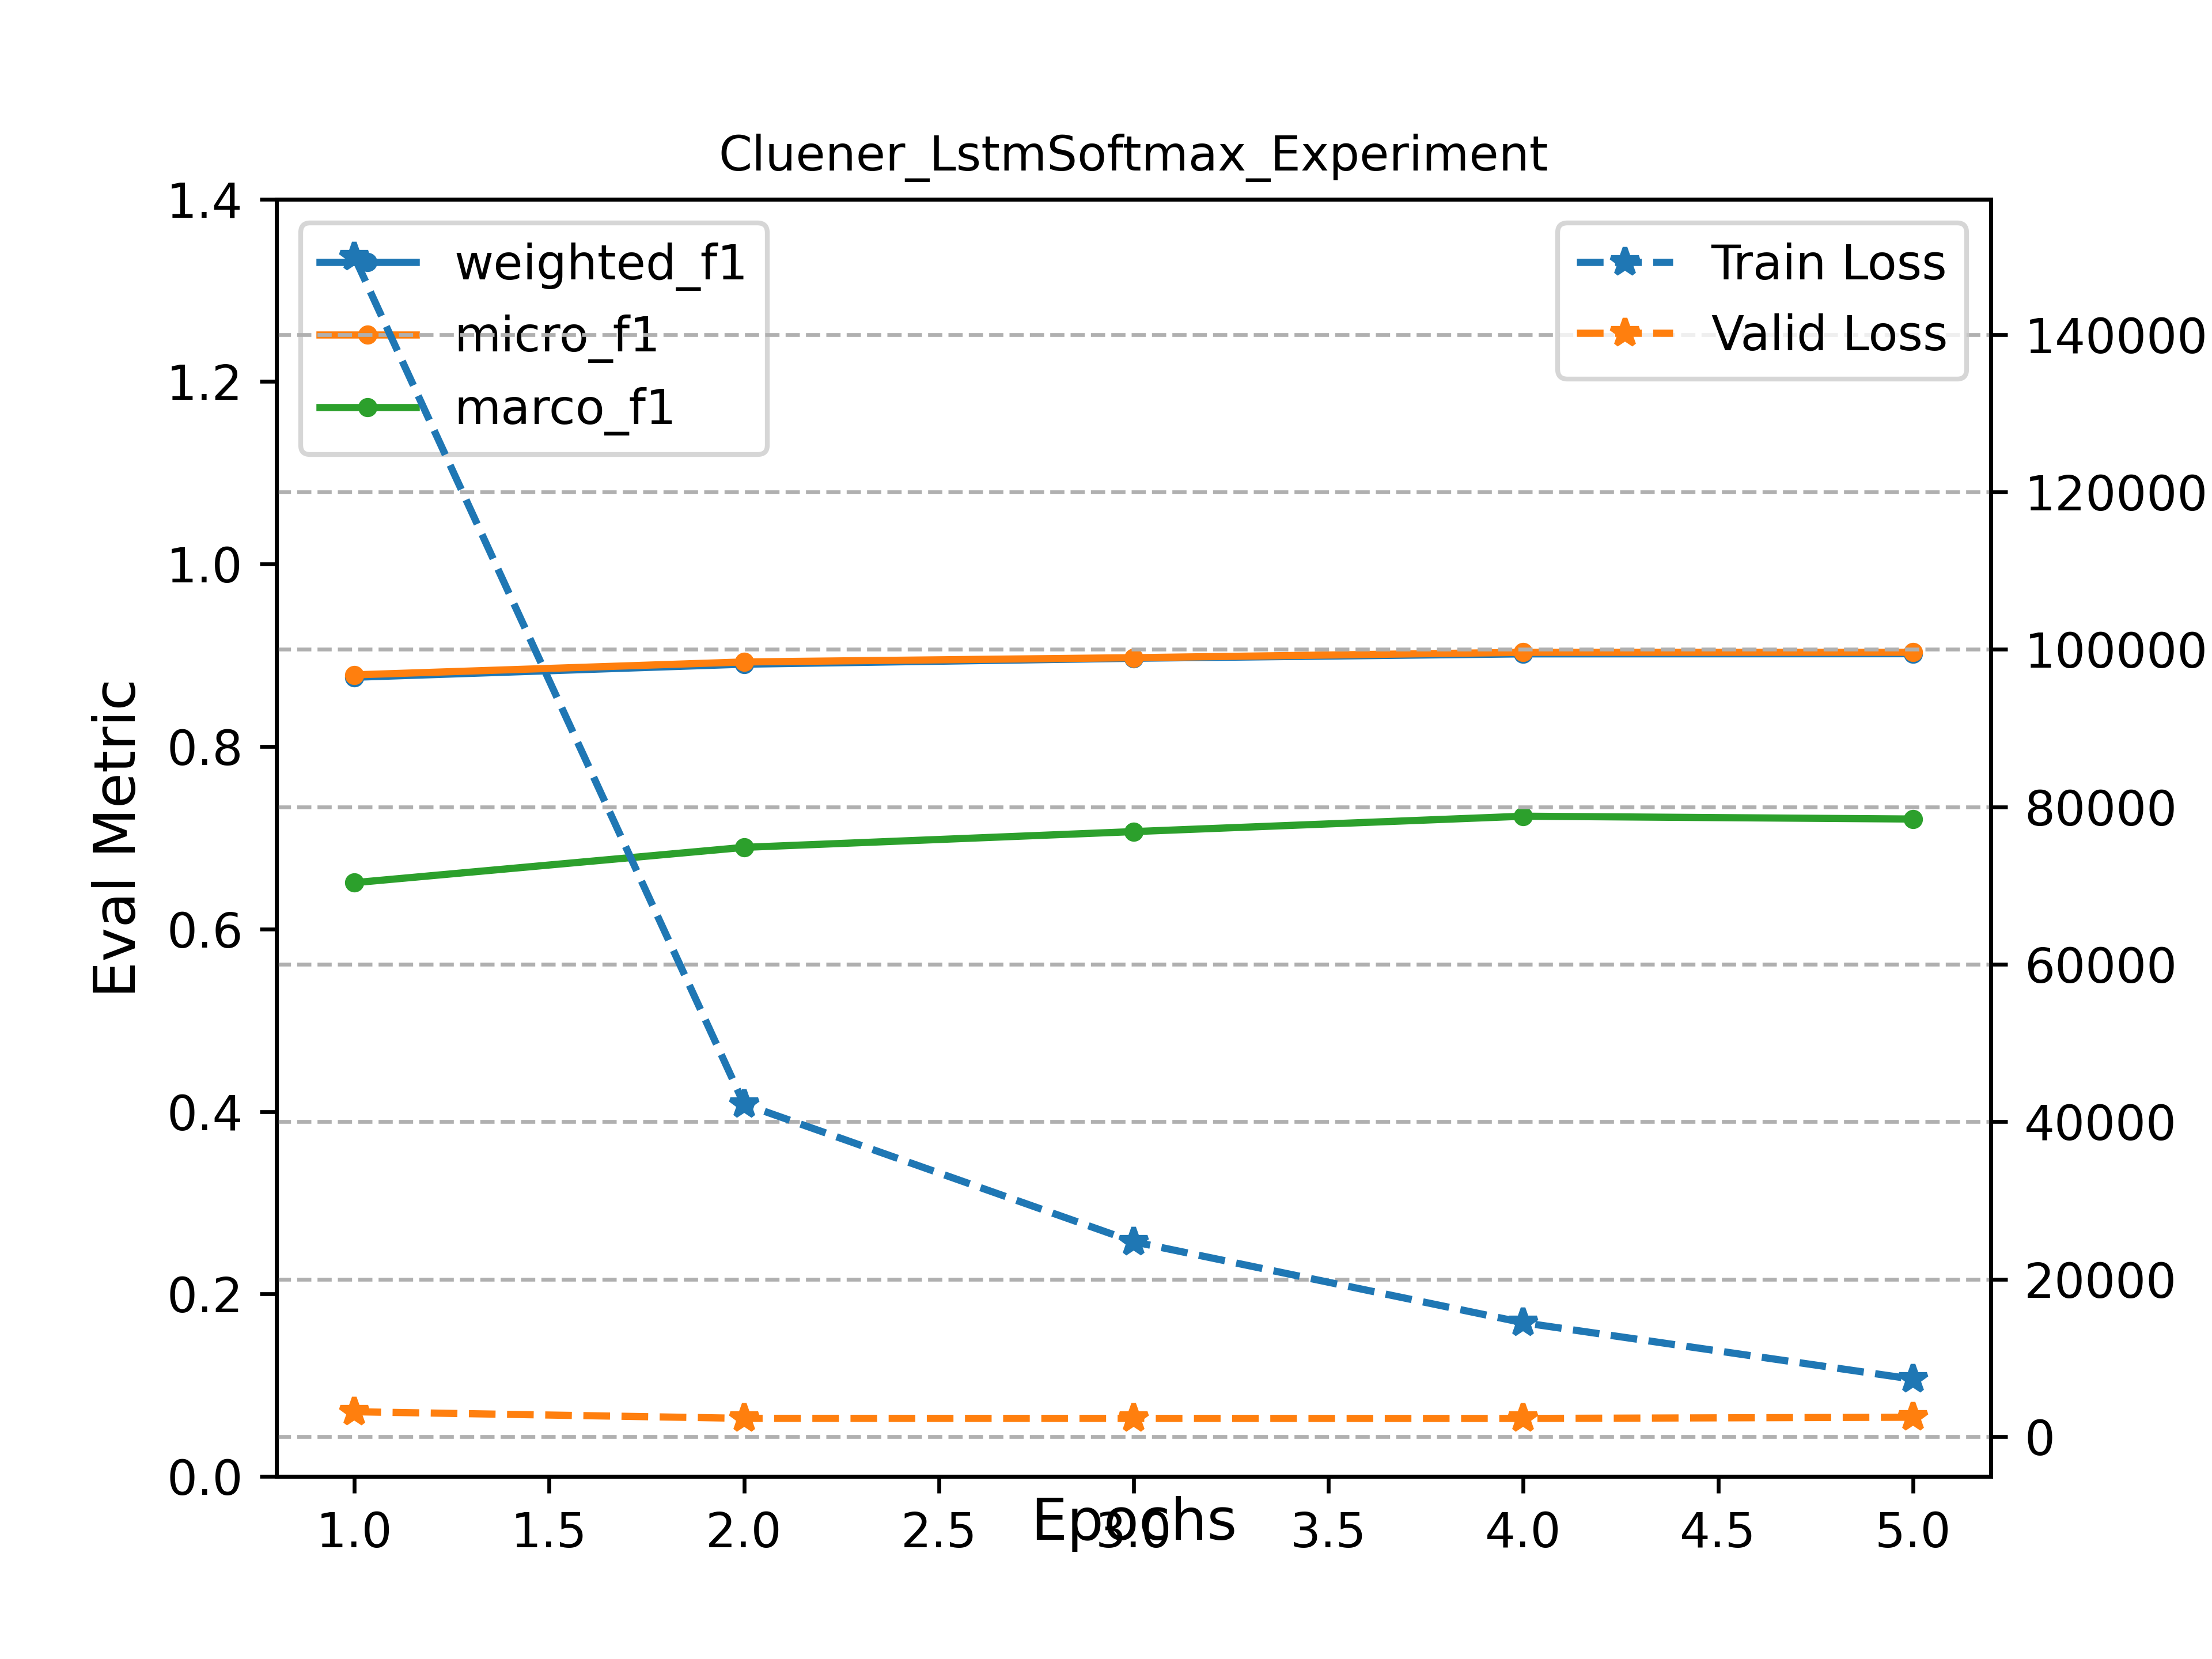 Cluener_LstmSoftmax_Experiment
1.4
1.2
1.0
0.8
0.6
0.4
0.2
0.0
Eval Metric
weighted_f1
micro_f1
marco_f1
Train Loss
Valid Loss
140000
120000
100000
80000
60000
40000
20000
0
1.0 1.5 2.0 2.5 3.0 3.5 4.0 4.5 5.0
Epochs